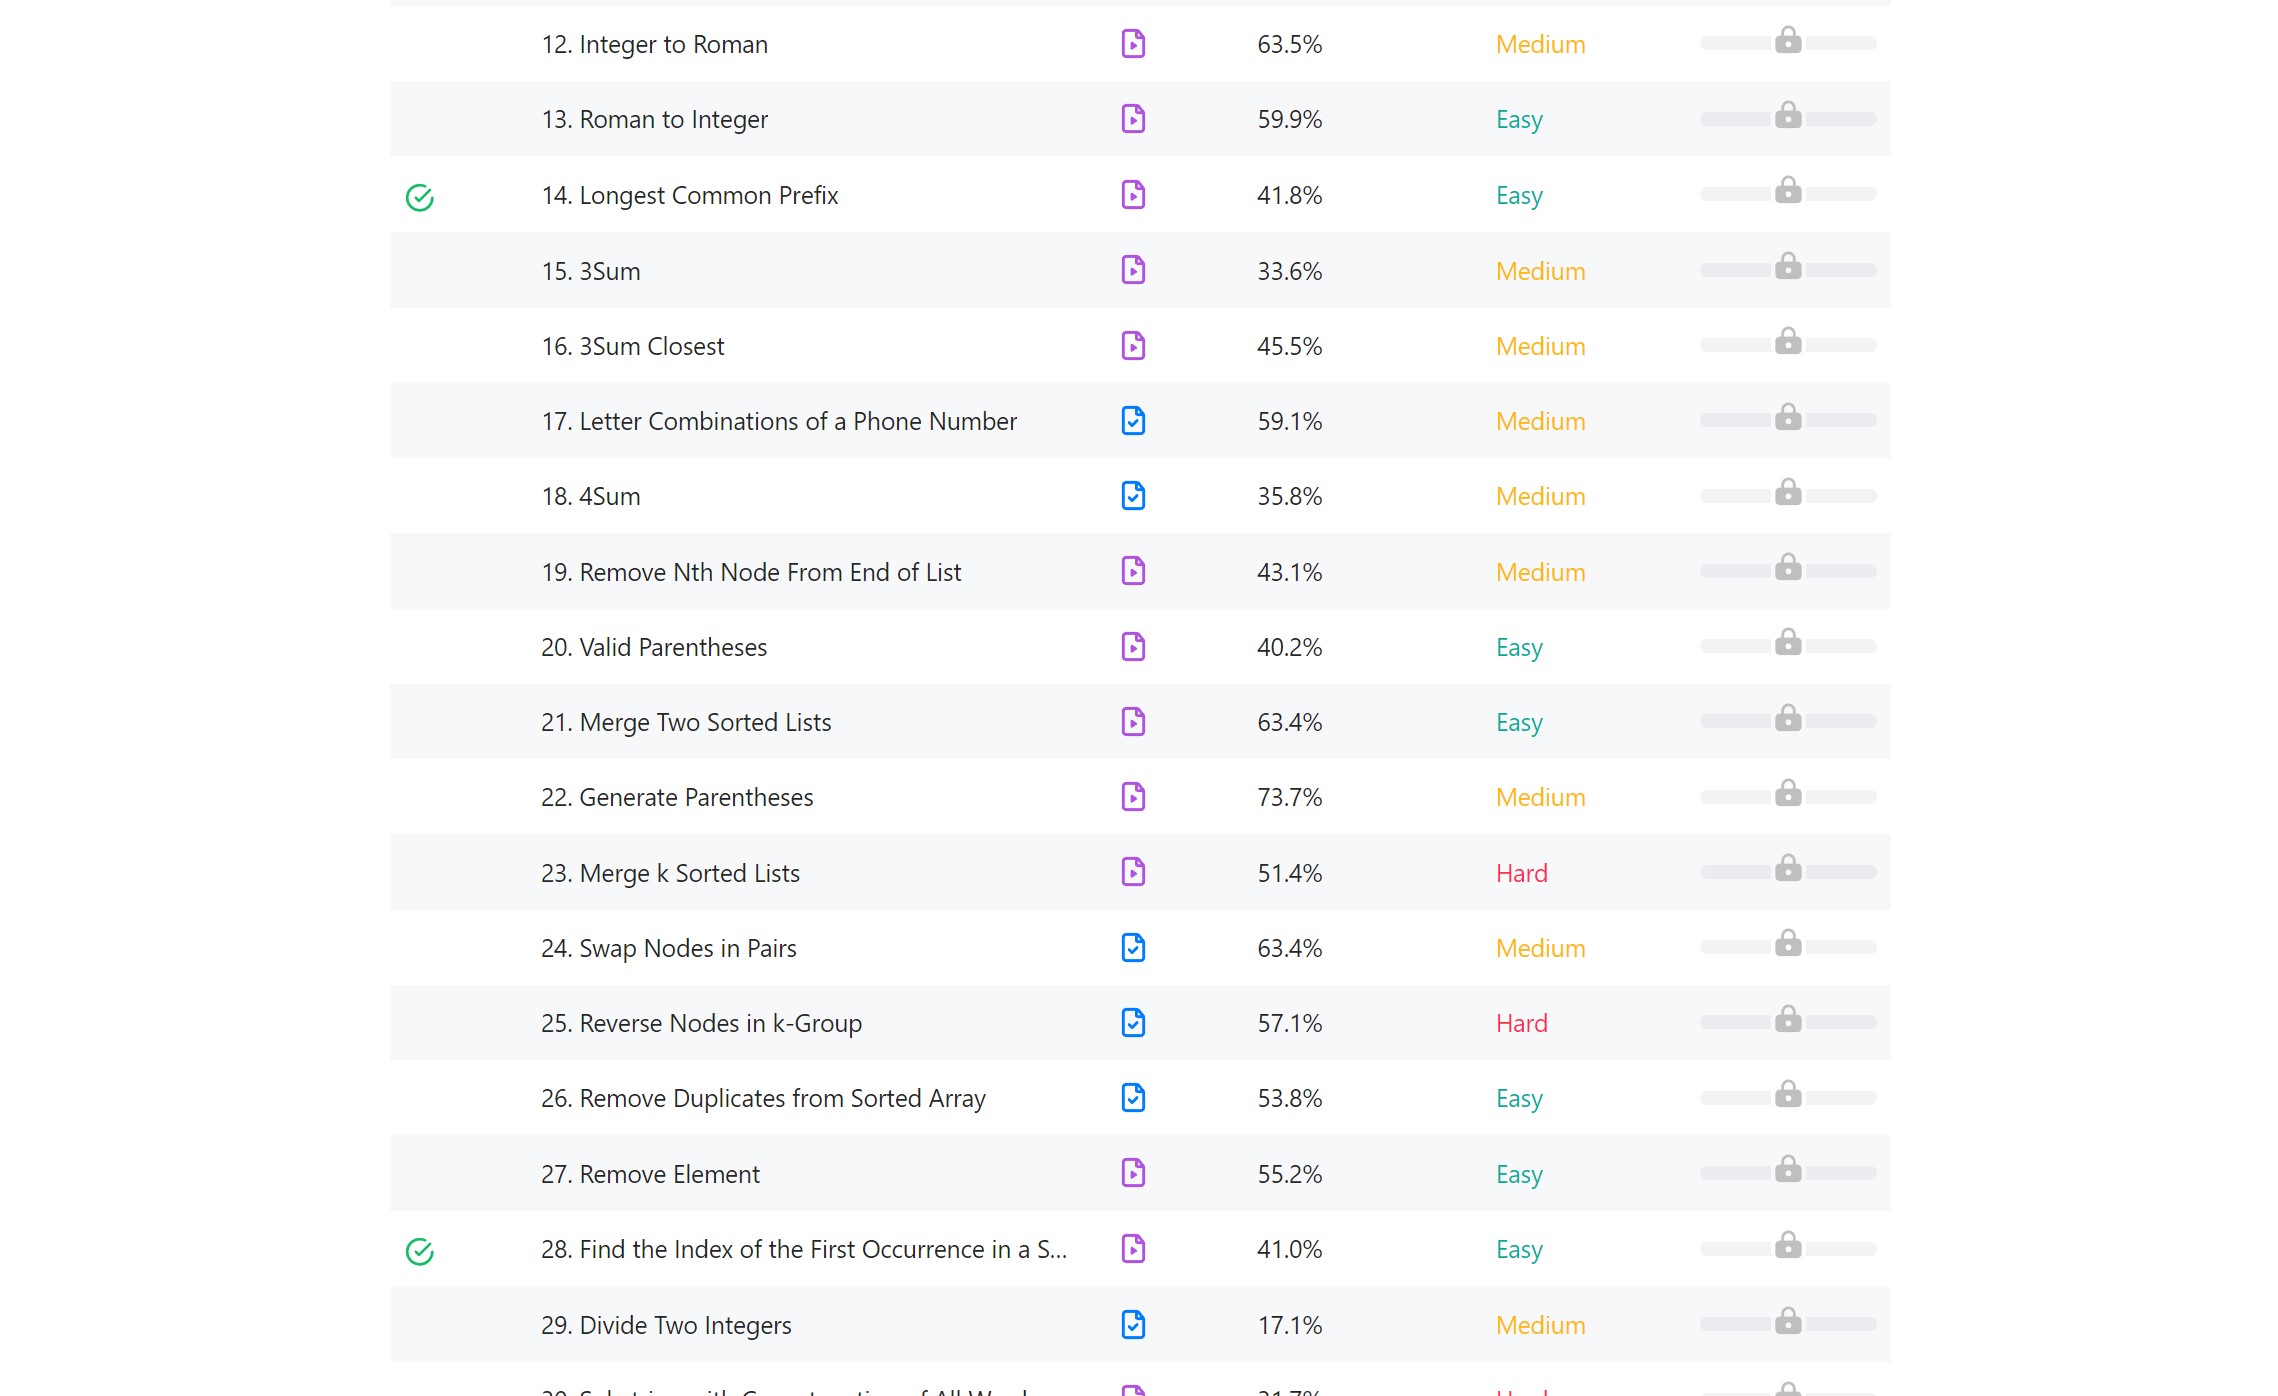 12. Integer to Roman 63.5% Medium
13. Roman to Integer 59.9% Easy
14. Longest Common Prefix 41.8% Easy
15. 3Sum 33.6% Medium
16. 3Sum Closest 45.5% Medium
17. Letter Combinations of a Phone Number 59.1% Medium
18. 4Sum 35.8% Medium
19. Remove Nth Node From End of List 43.1% Medium
20. Valid Parentheses 40.2% Easy
21. Merge Two Sorted Lists 63.4% Easy
22. Generate Parentheses 73.7% Medium
23. Merge k Sorted Lists 51.4% Hard
24. Swap Nodes in Pairs 63.4% Medium
25. Reverse Nodes in k-Group 57.1% Hard
26. Remove Duplicates from Sorted Array 53.8% Easy
27. Remove Element 55.2% Easy
28. Find the Index of the First Occurrence in a S... 41.0% Easy
29. Divide Two Integers 17.1% Medium